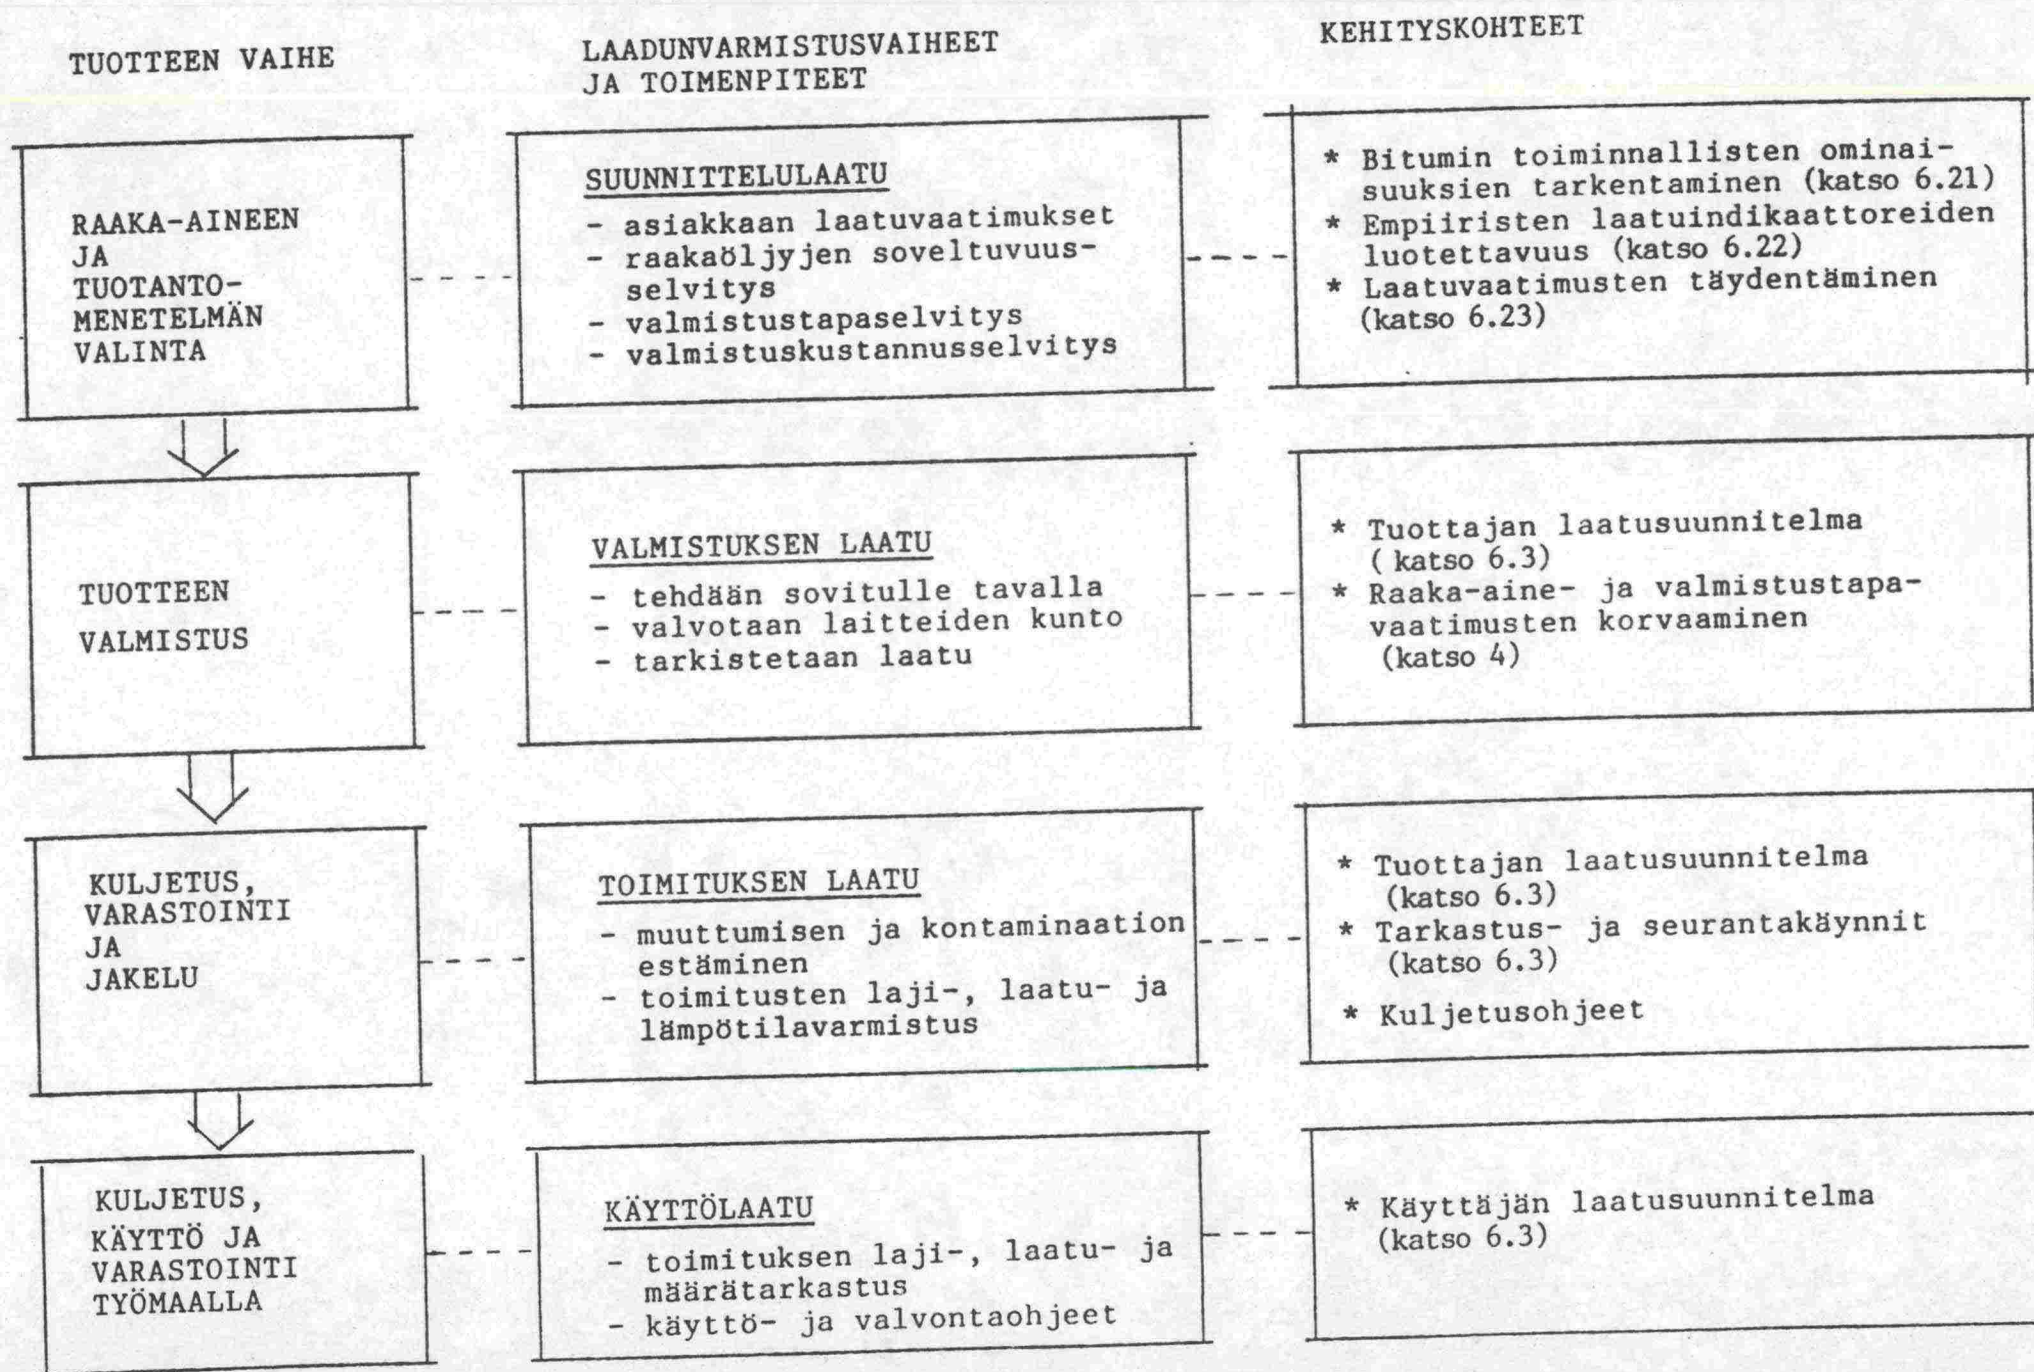 TUOTTEEN VAIHE
LAADUNVARMISTUSVAIHEET
JA TOIMENPITEET
KEHITYSKOHTEET
RAAKA-AINEEN
JA
TUOTANTO-
MENETELMÄN
VALINTA
SUUNNITTELULAATU
- asiakkaan laatuvaatimukset
- raakaöljyjen soveltuvuus-
selvitys
- valmistustapaselvitys
- valmistuskustannusselvitys
* Bitumin toiminnallisten ominai-
suuksien tarkentaminen (katso 6.21)
* Empiiristen laatuindikaattoreiden
luotettavuus (katso 6.22)
* Laatuvaatimusten täydentäminen
(katso 6.23)
TUOTTEEN
VALMISTUS
VALMISTUKSEN LAATU
- tehdään sovitulle tavalla
- valvotaan laitteiden kunto
- tarkistetaan laatu
* Tuottajan laatusuunnitelma
( katso 6.3)
* Raaka-aine- ja valmistustapa-
vaatimusten korvaaminen
(katso 4)
KULJETUS,
VARASTOINTI
JA
JAKELU
TOIMITUKSEN LAATU
- muuttumisen ja kontaminaation
estäminen
- toimitusten laji-, laatu- ja
lämpötilavarmistus
* Tuottajan laatusuunnitelma
(katso 6.3)
* Tarkastus- ja seurantakäynnit
(katso 6.3)
* Kuljetusohjeet
KULJETUS,
KÄYTTÖ JA
VARASTOINTI
TYÖMAALLA
KÄYTTÖLAATU
- toimituksen laji-, laatu- ja
määrätarkastus
- käyttö- ja valvontaohjeet
* Käyttäjän laatusuunnitelma
(katso 6.3)